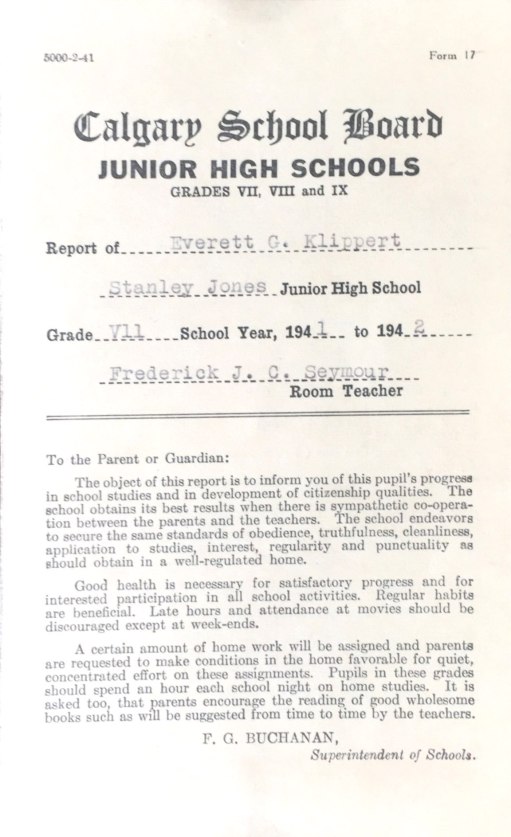 5000-2-41 Form 17
Calgary School Board
JUNIOR HIGH SCHOOLS
GRADES VII, VIII and IX
Report of Everett G. Klippert
Stanley Jones Junior High School
Grade V11 School Year, 1941 to 1942
Frederick J. C. Seymour
Room Teacher
To the Parent or Guardian:
The object of this report is to inform you of this pupil's progress
in school studies and in development of citizenship qualities. The
school obtains its best results when there is sympathetic co-opera-
tion between the parents and the teachers. The school endeavors
to secure the same standards of obedience, truthfulness, cleanliness,
application to studies, interest, regularity and punctuality as
should obtain in a well-regulated home.
Good health is necessary for satisfactory progress and for
interested participation in all school activities. Regular habits
are beneficial. Late hours and attendance at movies should be
discouraged except at week-ends.
A certain amount of home work will be assigned and parents
are requested to make conditions in the home favorable for quiet,
concentrated effort on these assignments. Pupils in these grades
should spend an hour each school night on home studies. It is
asked too, that parents encourage the reading of good wholesome
books such as will be suggested from time to time by the teachers.
F. G. BUCHANAN,
Superintendent of Schools.